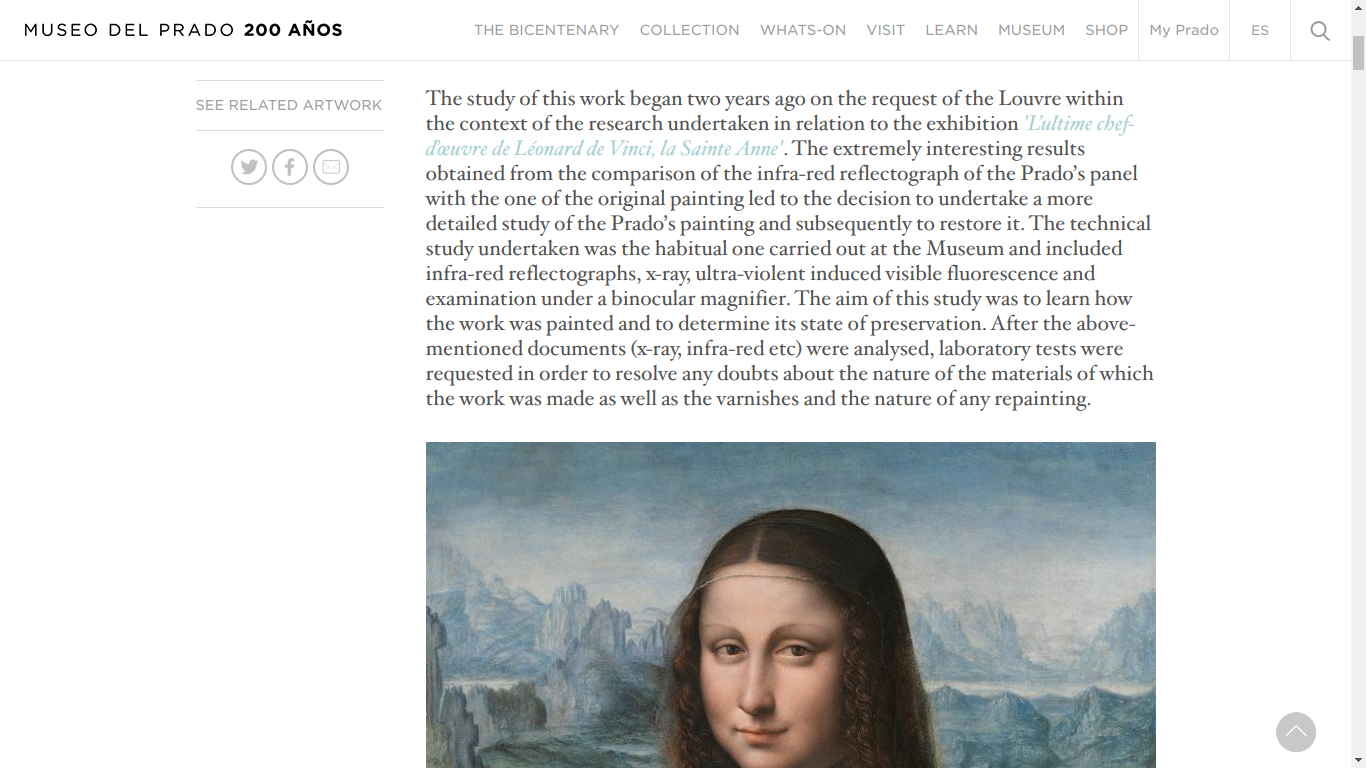 MUSEO DEL PRADO 200 AÑOS
THE BICENTENARY COLLECTION WHATS-ON VISIT LEARN MUSEUM SHOP My Prado ES
SEE RELATED ARTWORK
The study of this work began two years ago on the request of the Louvre within
the context of the research undertaken in relation to the exhibition 'L'ultime chef-
d'œuvre de Léonard de Vinci, la Sainte Anne'. The extremely interesting results
obtained from the comparison of the infra-red reflectograph of the Prado's panel
with the one of the original painting led to the decision to undertake a more
detailed study of the Prado's painting and subsequently to restore it. The technical
study undertaken was the habitual one carried out at the Museum and included
infra-red reflectographs, x-ray, ultra-violent induced visible fluorescence and
examination under a binocular magnifier. The aim of this study was to learn how
the work was painted and to determine its state of preservation. After the above-
mentioned documents (x-ray, infra-red etc) were analysed, laboratory tests were
requested in order to resolve any doubts about the nature of the materials of which
the work was made as well as the varnishes and the nature of any repainting.